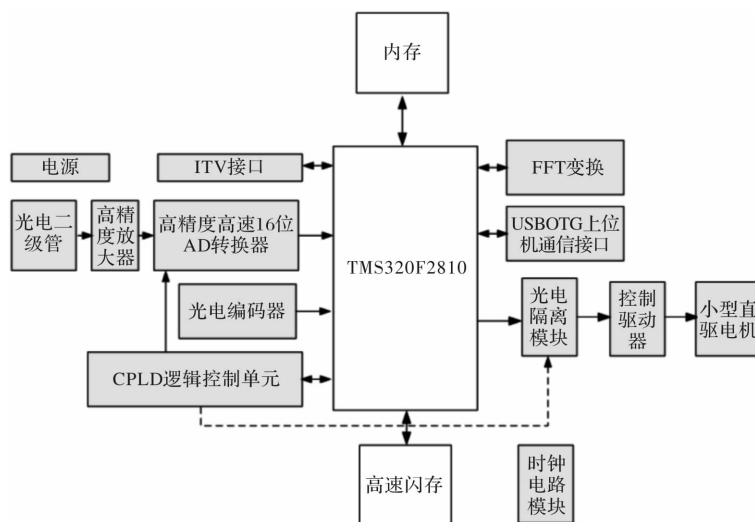 内存
电源
ITV接口
FFT变换
光电二
级管
高精
度放
大器
高精度高速16位
AD转换器
USBOTG上位
机通信接口
TMS320F2810
光电编码器
光电
隔离
模块
控制
驱动
器
小型直
驱电机
CPLD逻辑控制单元
高速闪存
时钟
电路
模块